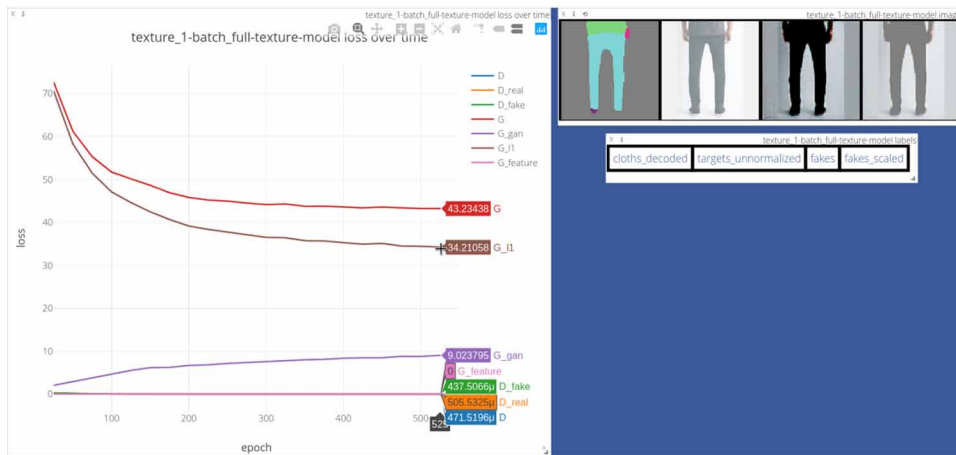 texture_1-batch_full-texture-model loss over time
texture_1-batch_full-texture-model loss over time
D
D_real
D_fake
G
G_gan
G_l1
G_feature
70
60
50
40
30
20
10
0
loss
43.23438 G
34.21058 G_l1
9.023795 G_gan
0 G_feature
437.5066µ D_fake
505.5325µ D_real
471.5196µ D
100
200
300
400
500
525
epoch
texture_1-batch_full-texture-model imag
texture_1-batch_full-texture-model labels
cloths_decoded
targets_unnormalized
fakes
fakes_scaled